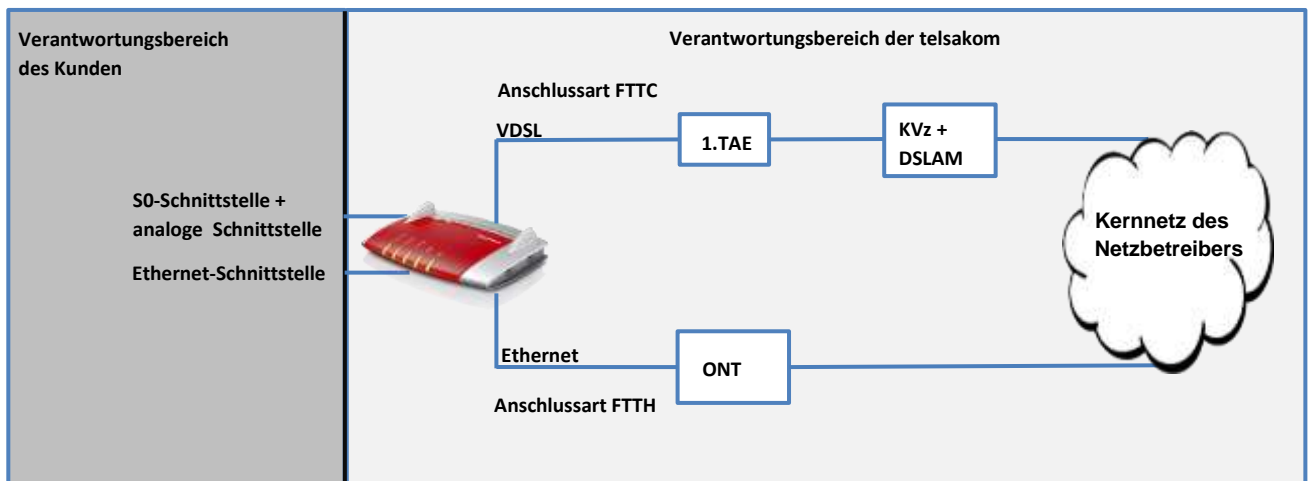 Verantwortungsbereich
des Kunden
Verantwortungsbereich der telsakom
Anschlussart FTTC
VDSL
1.TAE
KVz +
DSLAM
S0-Schnittstelle +
analoge Schnittstelle
Ethernet-Schnittstelle
Kernnetz des
Netzbetreibers
Ethernet
ONT
Anschlussart FTTH